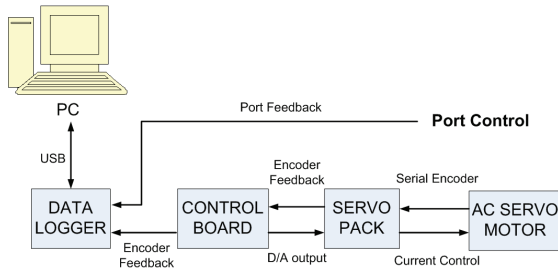 PC
Port Feedback
Port Control
USB
Encoder
Feedback
Serial Encoder
DATA
LOGGER
CONTROL
BOARD
SERVO
PACK
AC SERVO
MOTOR
Encoder
Feedback
D/A output
Current Control